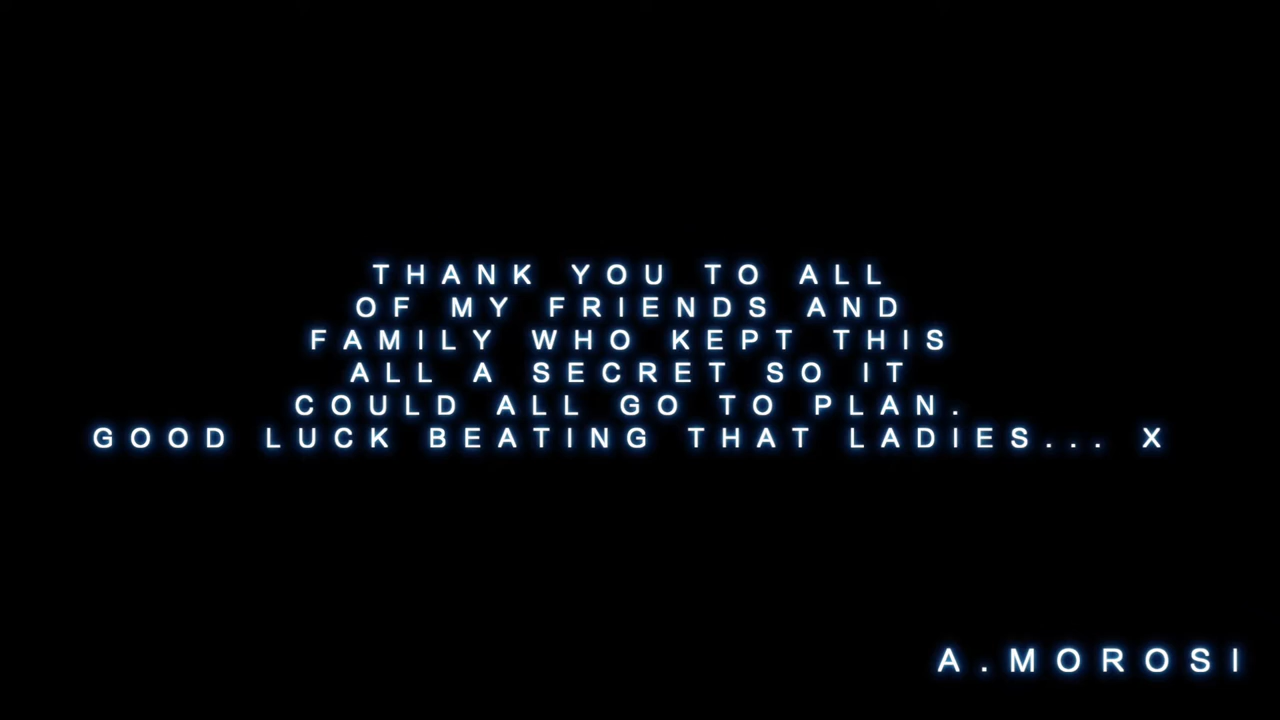 THANK YOU TO ALL
OF MY FRIENDS AND
FAMILY WHO KEPT THIS
ALL A SECRET SO IT
COULD ALL GO TO PLAN.
GOOD LUCK BEATING THAT LADIES... X
A.MOROSI